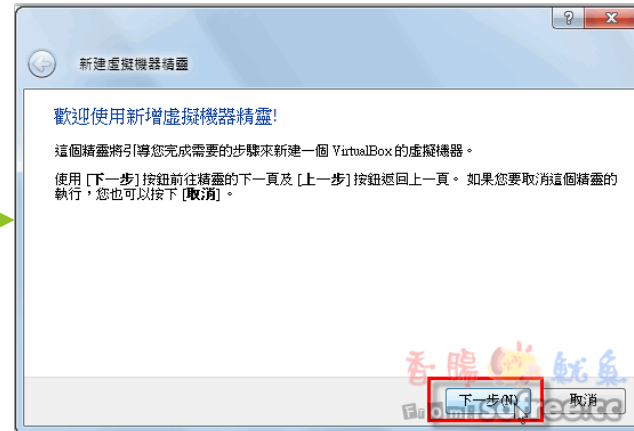 新建虛擬機器精靈
歡迎使用新增虛擬機器精靈!
這個精靈將引導您完成需要的步驟來新建一個 VirtualBox 的虛擬機器。
使用 [下一步] 按鈕前往精靈的下一頁及 [上一步] 按鈕返回上一頁。 如果您要取消這個精靈的
執行，您也可以按下 [取消] 。
香腸 魷魚
下一步(N)
取消
From:isofree.cc